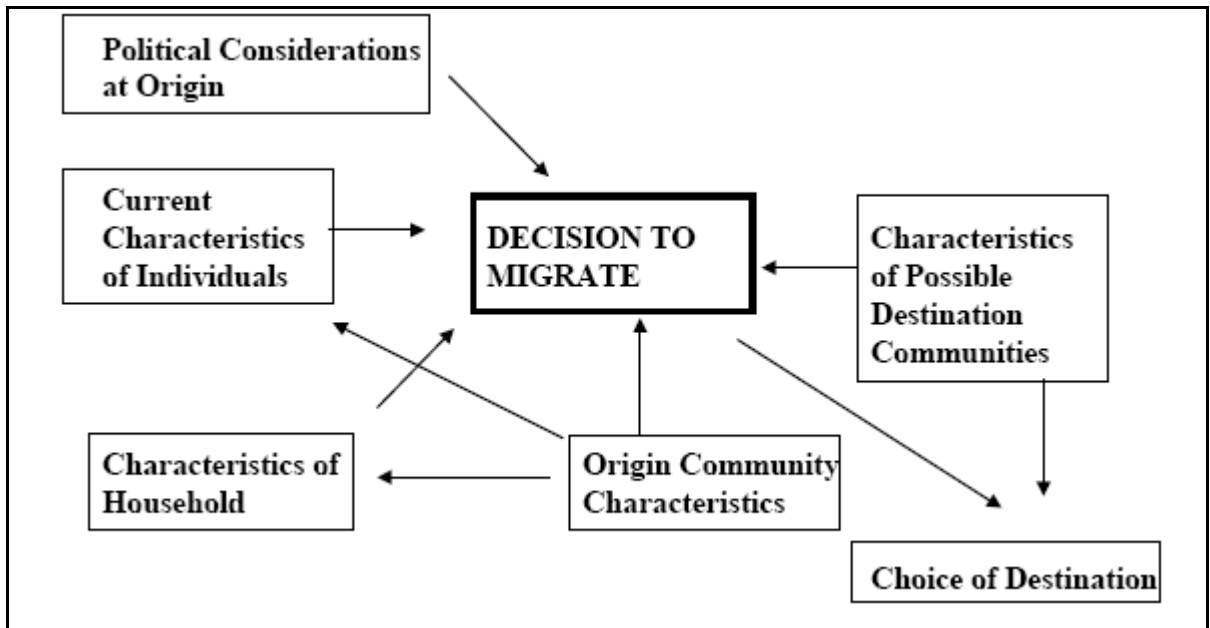 Political Considerations
at Origin
Current
Characteristics
of Individuals
DECISION TO
MIGRATE
Characteristics
of Possible
Destination
Communities
Characteristics of
Household
Origin Community
Characteristics
Choice of Destination